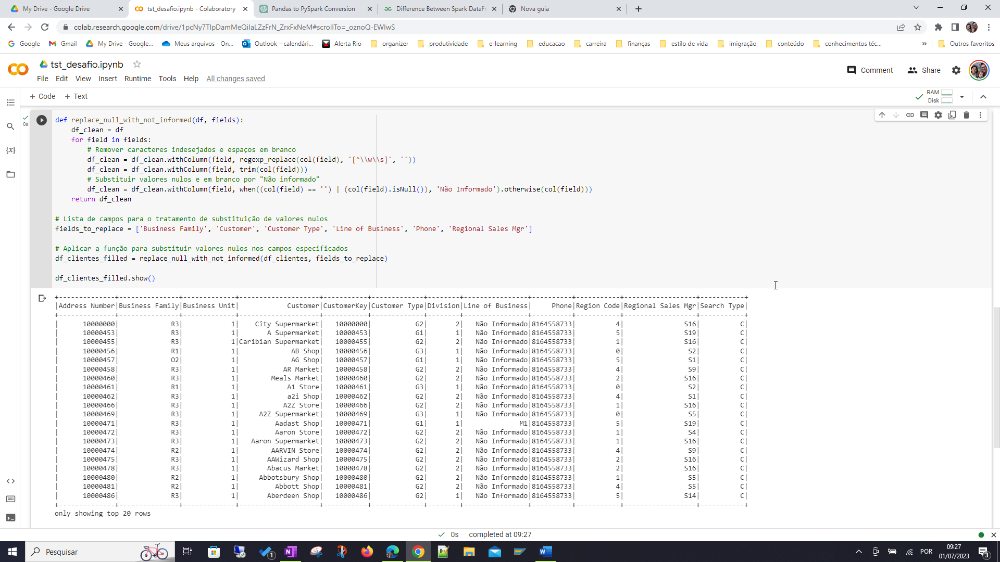 My Drive - Google Drive
tst_desafio.ipynb - Colaboratory
Pandas to PySpark Conversion
Difference Between Spark DataFr
Nova guia
colab.research.google.com/drive/1pcNy7TlpDamMeQilaLZzFrN_ZrxFxNeM#scrollTo=_oznoQ-EWIwS
Google Gmail My Drive - Google... Meus arquivos - On... Outlook – calendári... Alerta Rio organizer produtividade e-learning educacao carreira finanças estilo de vida imigração conteúdo conhecimentos téc... » Outros favoritos
tst_desafio.ipynb
File Edit View Insert Runtime Tools Help All changes saved
Comment Share
+ Code + Text
RAM
Disk
0s
def replace_null_with_not_informed(df, fields):
    df_clean = df
    for field in fields:
        # Remover caracteres indesejados e espaços em branco
        df_clean = df_clean.withColumn(field, regexp_replace(col(field), '[^\\w\\s]', ''))
        df_clean = df_clean.withColumn(field, trim(col(field)))
        # Substituir valores nulos e em branco por "Não informado"
        df_clean = df_clean.withColumn(field, when((col(field) == '') | (col(field).isNull()), 'Não Informado').otherwise(col(field)))
    return df_clean
# Lista de campos para o tratamento de substituição de valores nulos
fields_to_replace = ['Business Family', 'Customer', 'Customer Type', 'Line of Business', 'Phone', 'Regional Sales Mgr']
# Aplicar a função para substituir valores nulos nos campos especificados
df_clientes_filled = replace_null_with_not_informed(df_clientes, fields_to_replace)
df_clientes_filled.show()
+--------------+---------------+-------------+--------------------+-----------+-------------+--------+----------------+----------+-----------+------------------+-----------+
|Address Number|Business Family|Business Unit|            Customer|CustomerKey|Customer Type|Division|Line of Business|     Phone|Region Code|Regional Sales Mgr|Search Type|
+--------------+---------------+-------------+--------------------+-----------+-------------+--------+----------------+----------+-----------+------------------+-----------+
|      10000000|             R3|            1|    City Supermarket|   10000000|           G2|       2|   Não Informado|8164558733|          4|               S16|          C|
|      10000453|             R3|            1|       A Supermarket|   10000453|           G1|       1|   Não Informado|8164558733|          5|               S19|          C|
|      10000455|             R3|            1|Caribian Supermarket|   10000455|           G2|       2|   Não Informado|8164558733|          1|               S16|          C|
|      10000456|             R1|            1|             AB Shop|   10000456|           G3|       1|   Não Informado|8164558733|          0|                S2|          C|
|      10000457|             O2|            1|             AG Shop|   10000457|           G1|       1|   Não Informado|8164558733|          5|                S1|          C|
|      10000458|             R3|            1|           AR Market|   10000458|           G2|       2|   Não Informado|8164558733|          4|                S9|          C|
|      10000460|             R3|            1|        Meals Market|   10000460|           G2|       2|   Não Informado|8164558733|          2|               S16|          C|
|      10000461|             R1|            1|            A1 Store|   10000461|           G3|       1|   Não Informado|8164558733|          0|                S2|          C|
|      10000462|             R3|            1|            a2i Shop|   10000462|           G2|       2|   Não Informado|8164558733|          4|                S1|          C|
|      10000466|             R3|            1|           A2Z Store|   10000466|           G2|       2|   Não Informado|8164558733|          1|               S16|          C|
|      10000469|             R3|            1|     A2Z Supermarket|   10000469|           G3|       1|   Não Informado|8164558733|          0|                S5|          C|
|      10000471|             R3|            1|         Aadast Shop|   10000471|           G1|       1|              M1|8164558733|          5|               S19|          C|
|      10000472|             R3|            1|         Aaron Store|   10000472|           G2|       2|   Não Informado|8164558733|          1|                S4|          C|
|      10000473|             R3|            1|   Aaron Supermarket|   10000473|           G2|       2|   Não Informado|8164558733|          1|               S16|          C|
|      10000474|             R2|            1|        AARVIN Store|   10000474|           G2|       2|   Não Informado|8164558733|          4|                S9|          C|
|      10000475|             R3|            1|       AAWizard Shop|   10000475|           G2|       2|   Não Informado|8164558733|          2|               S16|          C|
|      10000478|             R3|            1|       Abacus Market|   10000478|           G2|       2|   Não Informado|8164558733|          2|               S16|          C|
|      10000480|             R2|            1|     Abbotsbury Shop|   10000480|           G2|       2|   Não Informado|8164558733|          1|                S5|          C|
|      10000481|             R2|            1|         Abbott Shop|   10000481|           G2|       2|   Não Informado|8164558733|          4|                S5|          C|
|      10000486|             R3|            1|       Aberdeen Shop|   10000486|           G2|       1|   Não Informado|8164558733|          5|               S14|          C|
+--------------+---------------+-------------+--------------------+-----------+-------------+--------+----------------+----------+-----------+------------------+-----------+
only showing top 20 rows
0s completed at 09:27
Pesquisar
1
POR
09:27
01/07/2023
3